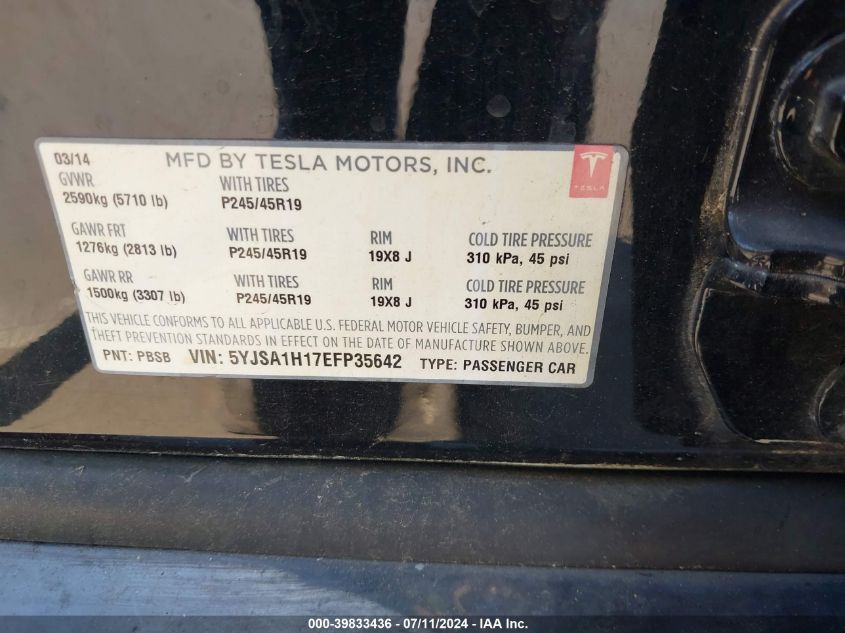 03/14 MFD BY TESLA MOTORS, INC.
GVWR WITH TIRES
2590kg (5710 lb) P245/45R19
TESLA
GAWR FRT WITH TIRES RIM COLD TIRE PRESSURE
1276kg (2813 lb) P245/45R19 19X8 J 310 kPa, 45 psi
GAWR RR WITH TIRES RIM COLD TIRE PRESSURE
1500kg (3307 lb) P245/45R19 19X8 J 310 kPa, 45 psi
THIS VEHICLE CONFORMS TO ALL APPLICABLE U.S. FEDERAL MOTOR VEHICLE SAFETY, BUMPER, AND
THEFT PREVENTION STANDARDS IN EFFECT ON THE DATE OF MANUFACTURE SHOWN ABOVE.
PNT: PBSB VIN: 5YJSA1H17EFP35642 TYPE: PASSENGER CAR
000-39833436 - 07/11/2024 - IAA Inc.